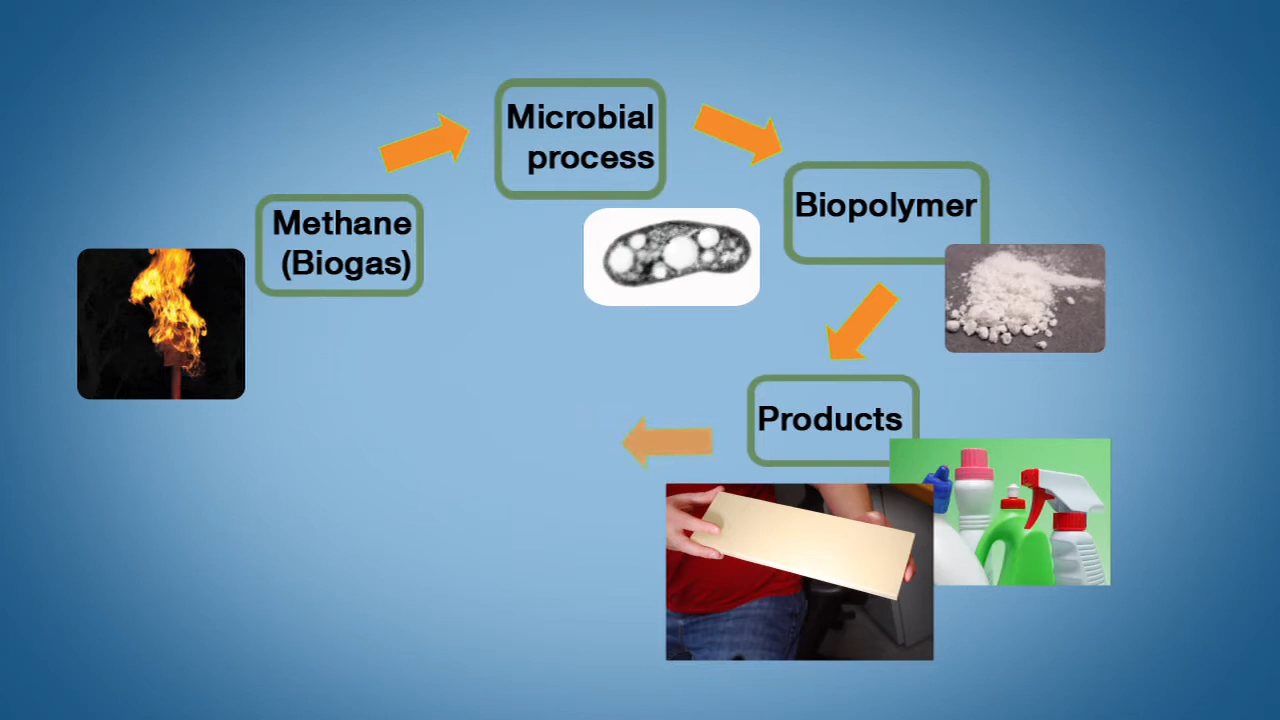 Microbial
process
Methane
(Biogas)
Biopolymer
Products